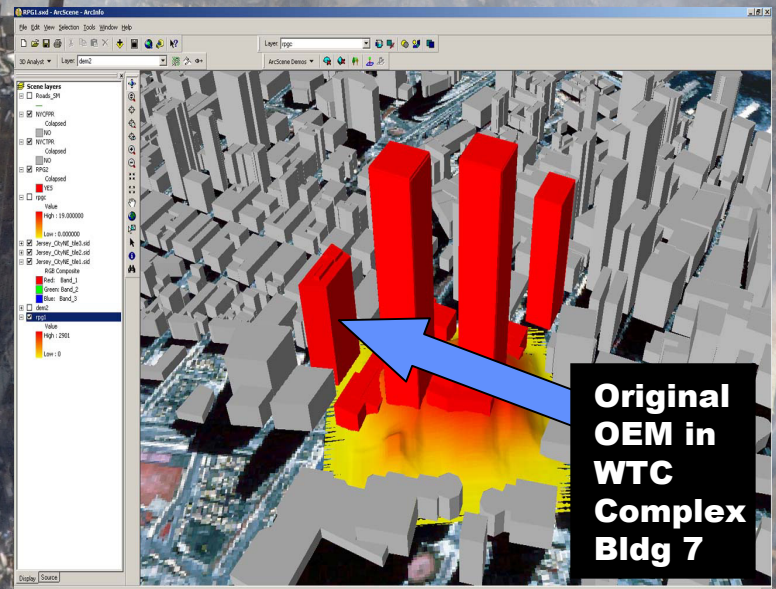 RPG1.sxd - ArcScene - ArcInfo
File Edit View Selection Tools Window Help
Layer: rpgc
3D Analyst Layer: dem2
ArcScene Demos
Scene layers
Roads_SM
NYCPPR
Colapsed
NO
NYCTPR
Colapsed
NO
RPG2
Colapsed
YES
rpgc
Value
High : 19.000000
Low : 0.000000
Jersey_CityNE_tile3.sid
Jersey_CityNE_tile2.sid
Jersey_CityNE_tile1.sid
RGB Composite
Red: Band_1
Green: Band_2
Blue: Band_3
dem2
rpg1
Value
High : 2901
Low : 0
Display Source
Original
OEM in
WTC
Complex
Bldg 7